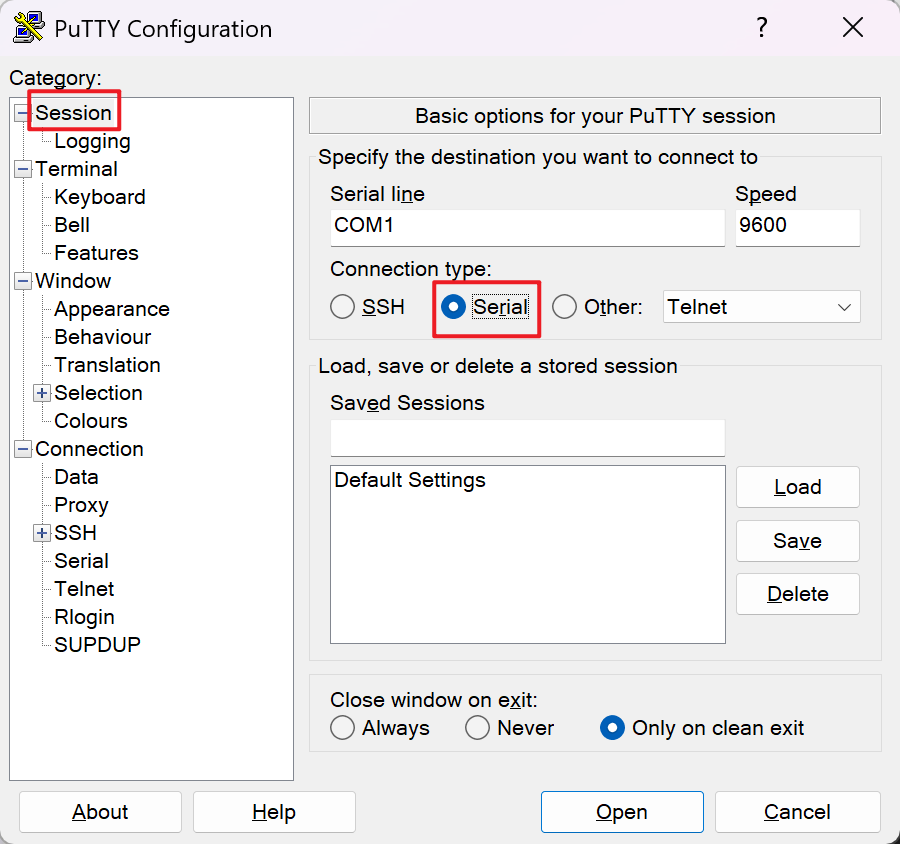 PuTTY Configuration
?
Category:
Session
Logging
Terminal
Keyboard
Bell
Features
Window
Appearance
Behaviour
Translation
Selection
Colours
Connection
Data
Proxy
SSH
Serial
Telnet
Rlogin
SUPDUP
Basic options for your PuTTY session
Specify the destination you want to connect to
Serial line Speed
COM1 9600
Connection type:
SSH Serial Other: Telnet
Load, save or delete a stored session
Saved Sessions
Default Settings
Load
Save
Delete
Close window on exit:
Always Never Only on clean exit
About Help Open Cancel